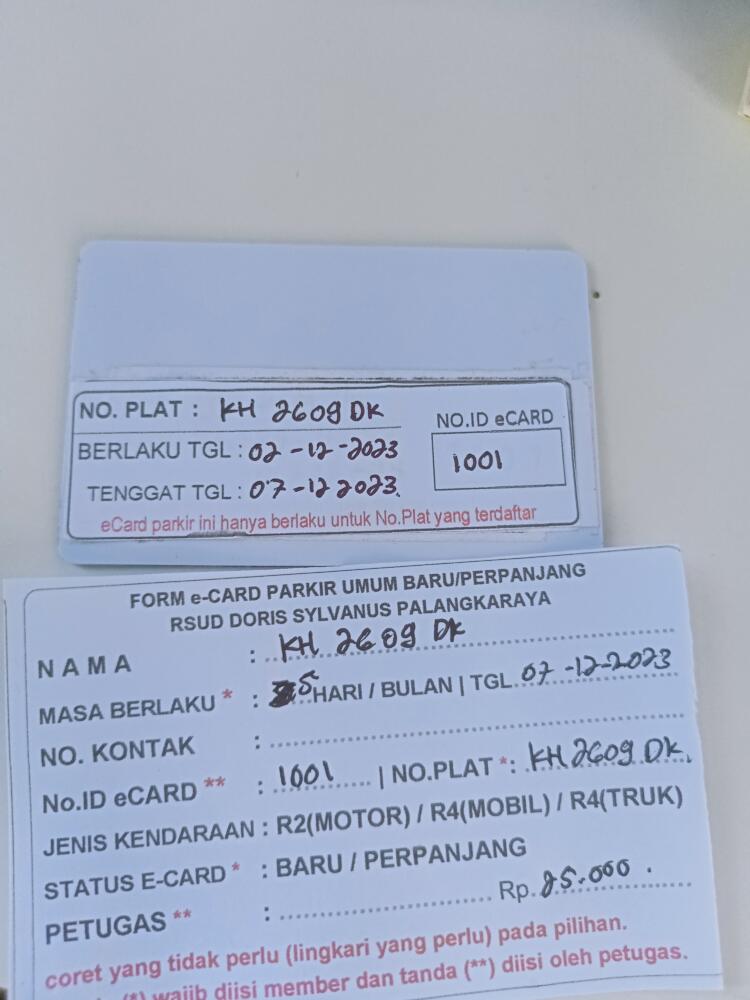 NO. PLAT : KH 2609 DK
BERLAKU TGL : 02 -12 -2023
TENGGAT TGL : 07-12 2023.
NO.ID eCARD
1001
eCard parkir ini hanya berlaku untuk No.Plat yang terdaftar
FORM e-CARD PARKIR UMUM BARU/PERPANJANG
RSUD DORIS SYLVANUS PALANGKARAYA
NAMA : KH 2609 DK
MASA BERLAKU * : 5 HARI / BULAN | TGL. 07 -12-2023
NO. KONTAK :
No.ID eCARD ** : 1001 | NO.PLAT *: KH 2609 DK.
JENIS KENDARAAN : R2(MOTOR) / R4(MOBIL) / R4(TRUK)
STATUS E-CARD * : BARU / PERPANJANG
PETUGAS ** : Rp. 25.000 .
coret yang tidak perlu (lingkari yang perlu) pada pilihan.
(*) wajib diisi member dan tanda (**) diisi oleh petugas.